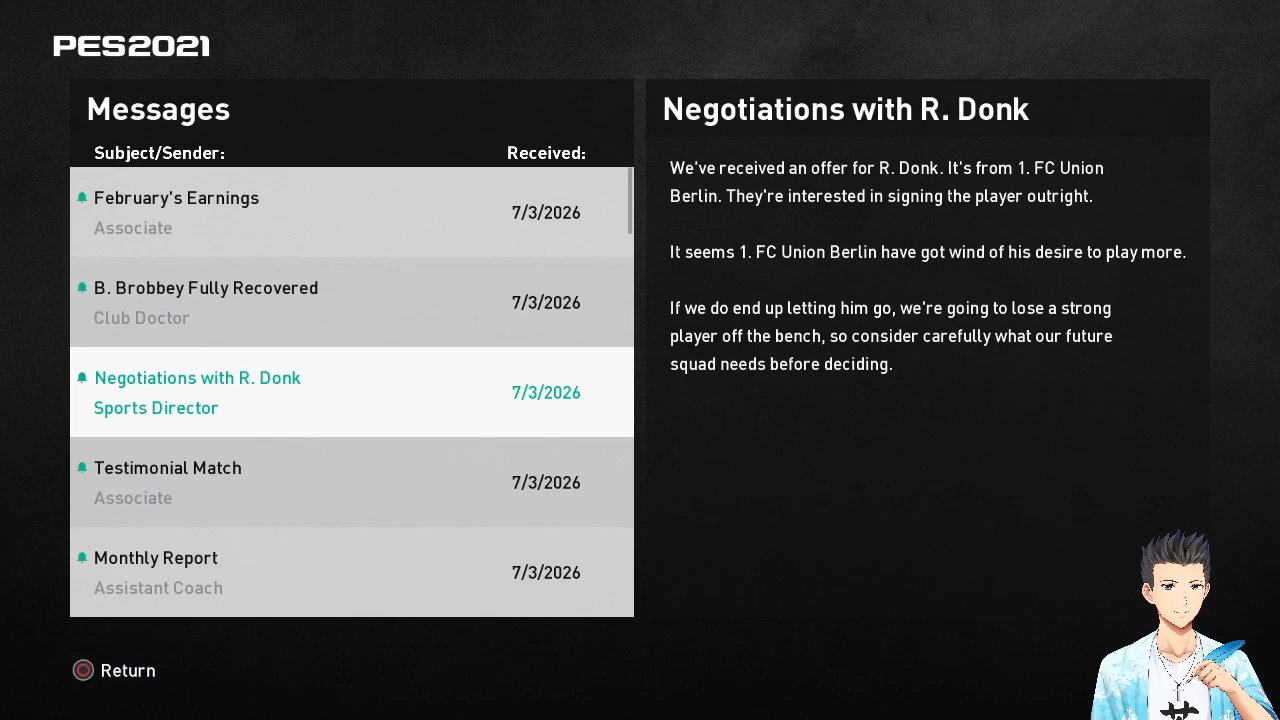 PES2021
Messages
Subject/Sender:
Received:
February's Earnings
Associate
7/3/2026
B. Brobbey Fully Recovered
Club Doctor
7/3/2026
Negotiations with R. Donk
Sports Director
7/3/2026
Testimonial Match
Associate
7/3/2026
Monthly Report
Assistant Coach
7/3/2026
Return
Negotiations with R. Donk
We've received an offer for R. Donk. It's from 1. FC Union
Berlin. They're interested in signing the player outright.
It seems 1. FC Union Berlin have got wind of his desire to play more.
If we do end up letting him go, we're going to lose a strong
player off the bench, so consider carefully what our future
squad needs before deciding.